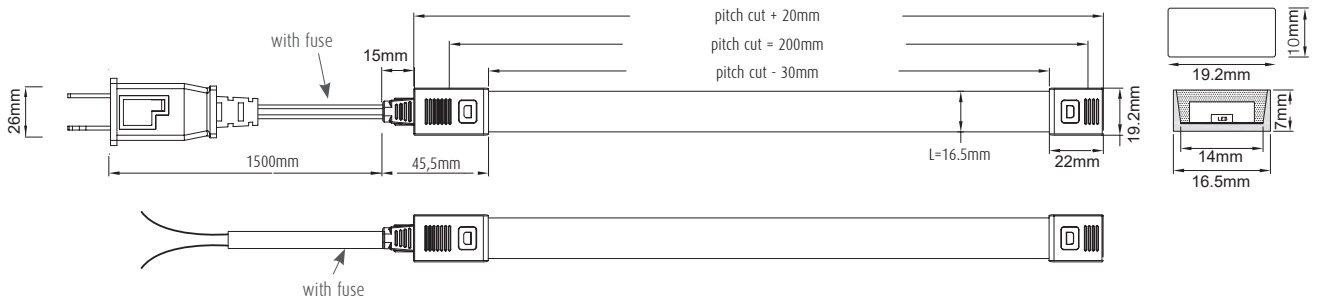 pitch cut + 20mm
with fuse
pitch cut = 200mm
15mm
pitch cut - 30mm
10mm
19.2mm
26mm
19.2mm
LED
7mm
1500mm
45,5mm
L=16.5mm
22mm
14mm
16.5mm
with fuse